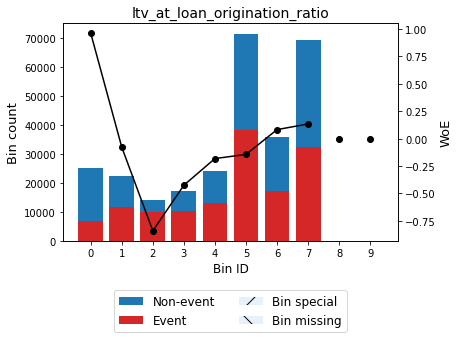 ltv_at_loan_origination_ratio
70000
60000
50000
40000
30000
20000
10000
0
Bin count
1.00
0.75
0.50
0.25
0.00
−0.25
−0.50
−0.75
WoE
0 1 2 3 4 5 6 7 8 9
Bin ID
Non-event
Event
Bin special
Bin missing